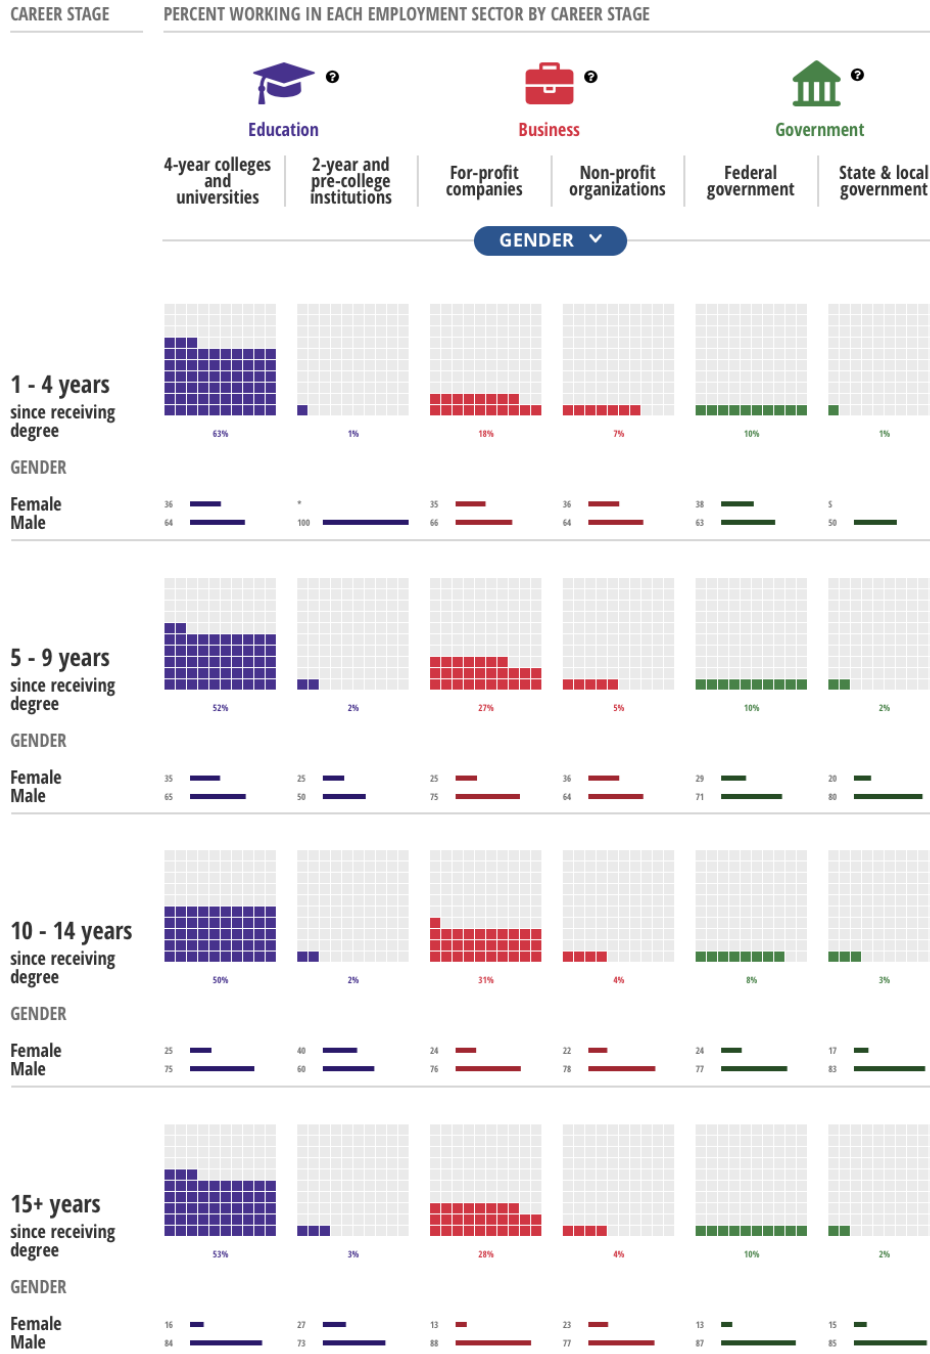 CAREER STAGE
PERCENT WORKING IN EACH EMPLOYMENT SECTOR BY CAREER STAGE
?
?
?
Education
Business
Government
4-year colleges
and
universities
2-year and
pre-college
institutions
For-profit
companies
Non-profit
organizations
Federal
government
State & local
government
GENDER
1 - 4 years
since receiving
degree
63% 1% 18% 7% 10% 1%
GENDER
Female 36 * 35 36 38 S
Male 64 100 66 64 63 50
5 - 9 years
since receiving
degree
52% 2% 27% 5% 10% 2%
GENDER
Female 35 25 25 36 29 20
Male 65 50 75 64 71 80
10 - 14 years
since receiving
degree
50% 2% 31% 4% 8% 3%
GENDER
Female 25 40 24 22 24 17
Male 75 60 76 78 77 83
15+ years
since receiving
degree
53% 3% 28% 4% 10% 2%
GENDER
Female 16 27 13 23 13 15
Male 84 73 88 77 87 85